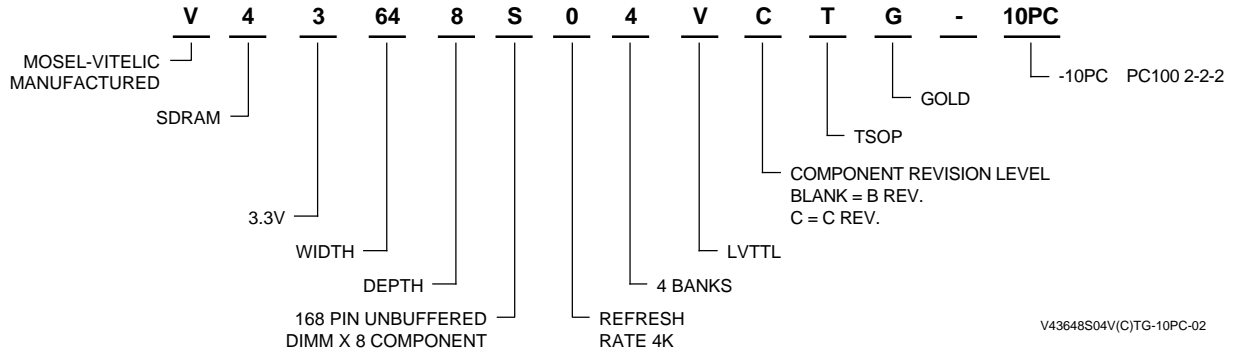 V 4 3 64 8 S 0 4 V C T G - 10PC
MOSEL-VITELIC
MANUFACTURED
-10PC PC100 2-2-2
GOLD
SDRAM
TSOP
COMPONENT REVISION LEVEL
BLANK = B REV.
C = C REV.
3.3V
WIDTH
LVTTL
DEPTH
4 BANKS
168 PIN UNBUFFERED
DIMM X 8 COMPONENT
REFRESH
RATE 4K
V43648S04V(C)TG-10PC-02